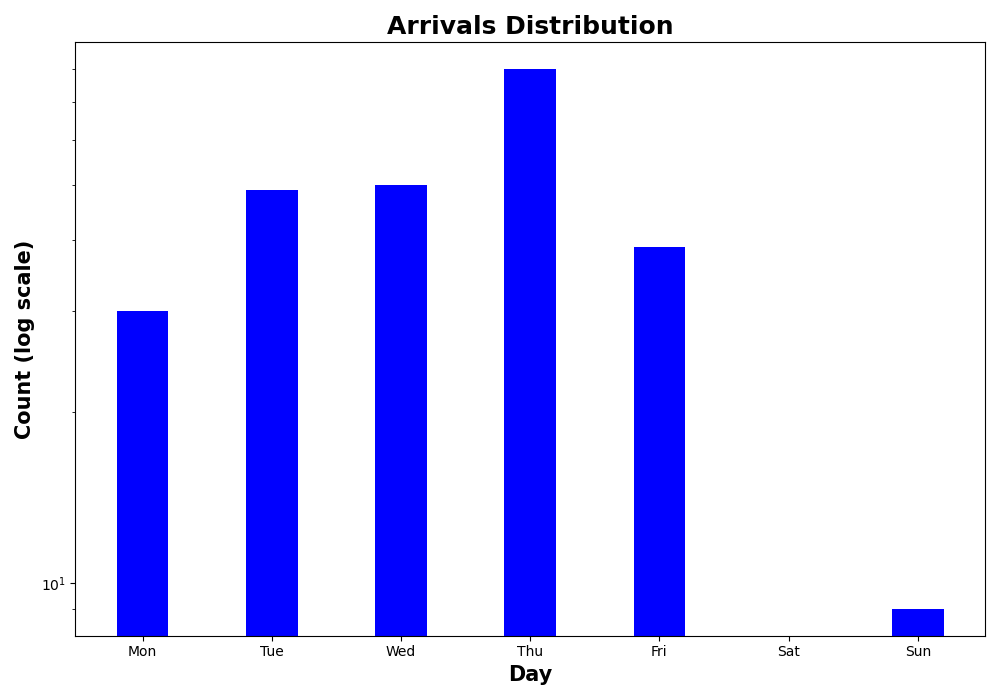 Arrivals Distribution
Count (log scale)
10¹
Mon Tue Wed Thu Fri Sat Sun
Day